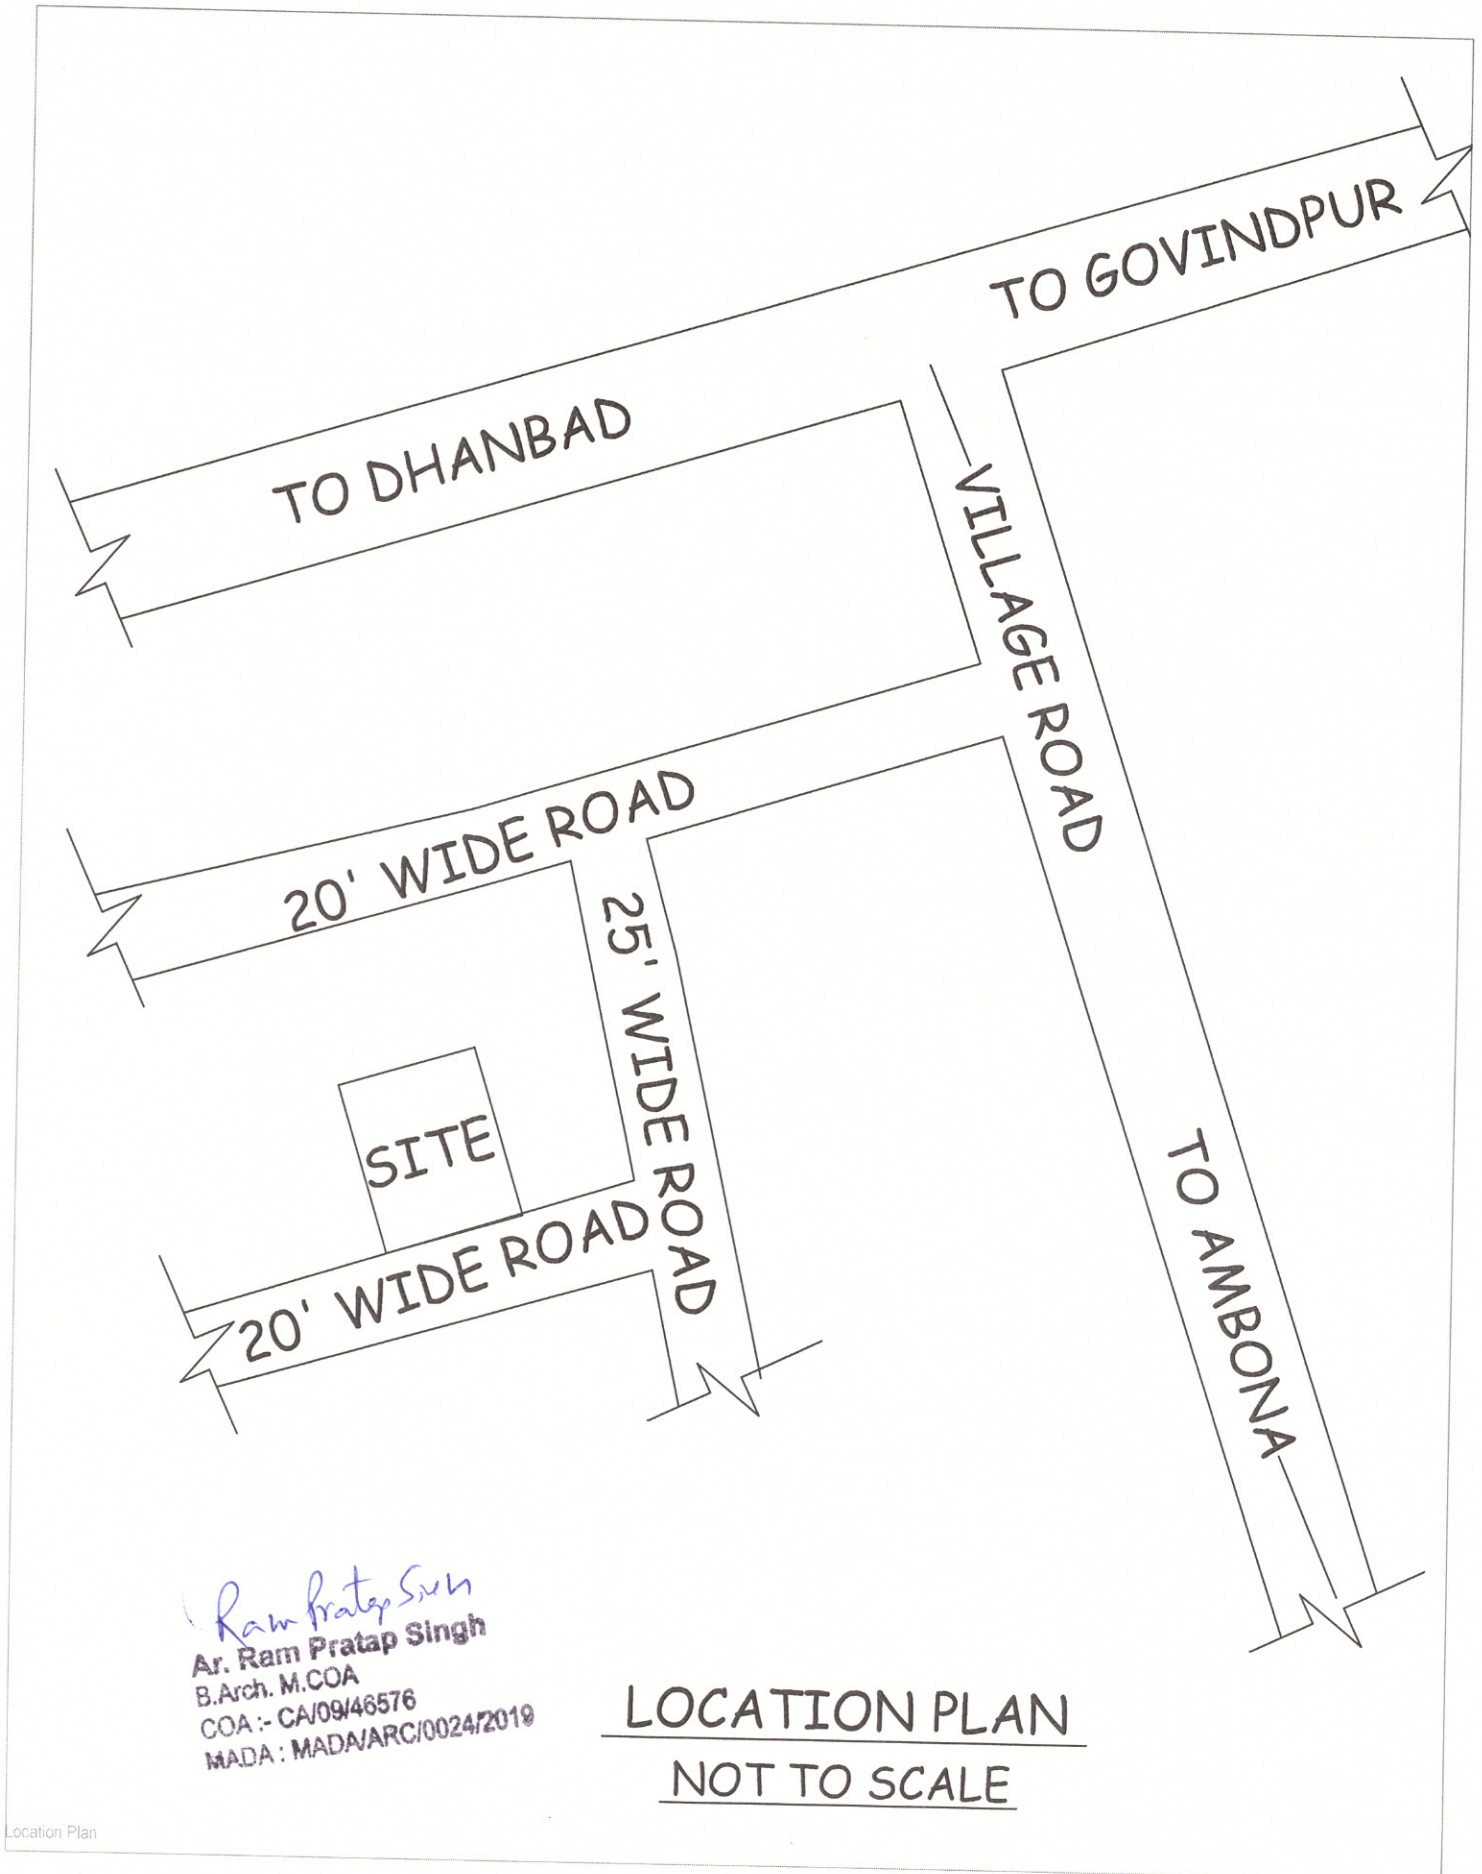 TO GOVINDPUR
TO DHANBAD
VILLAGE ROAD
20' WIDE ROAD
25' WIDE ROAD
SITE
20' WIDE ROAD
TO AMBONA
Ram Pratap Singh
Ar. Ram Pratap Singh
B.Arch. M.COA
COA :- CA/09/46576
MADA : MADA/ARC/0024/2019
LOCATION PLAN
NOT TO SCALE
Location Plan